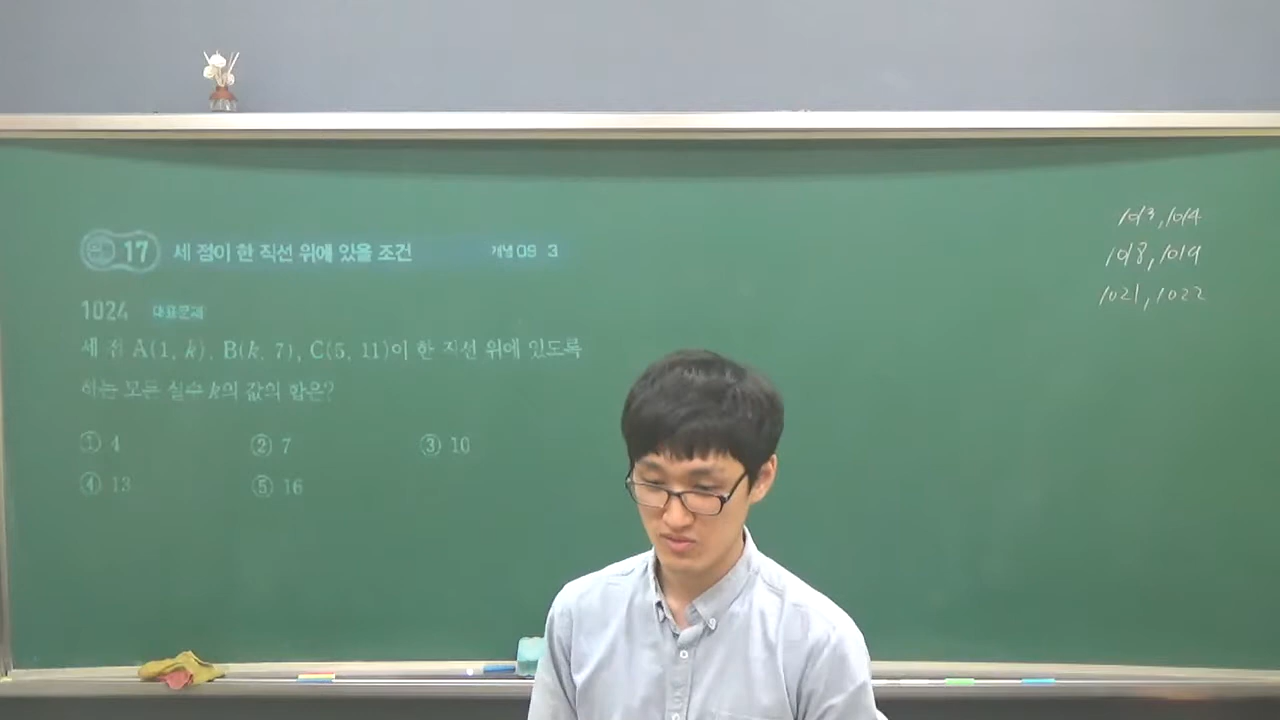 17 세 점이 한 직선 위에 있을 조건 개념 09 3
1024 대표문제
세 점 A(1, k), B(k, 7), C(5, 11)이 한 직선 위에 있도록
하는 모든 실수 k의 값의 합은?
① 4 ② 7 ③ 10
④ 13 ⑤ 16
1013, 1014
1018, 1019
1021, 1022